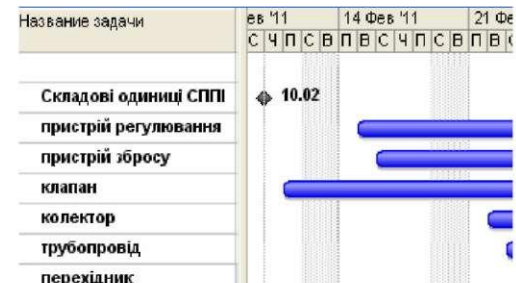 Название задачи
ев '11 14 Фев '11 21 Фе
С Ч П С В П В С Ч П С В П В
Складові одиниці СППІ
10.02
пристрій регулювання
пристрій збросу
клапан
колектор
трубопровід
перехідник